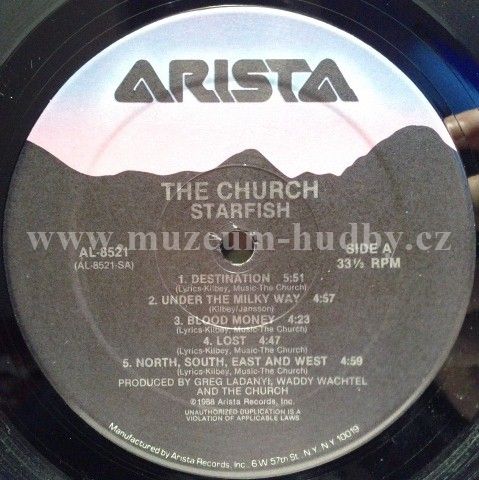 ARISTA
THE CHURCH
STARFISH
www.muzeum-hudby.cz
AL-8521
(AL-8521-SA)
SIDE A
33⅓ RPM
1. DESTINATION 5:51
(Lyrics-Kilbey, Music-The Church)
2. UNDER THE MILKY WAY 4:57
(Kilbey/Jansson)
3. BLOOD MONEY 4:23
(Lyrics-Kilbey, Music-The Church)
4. LOST 4:47
(Lyrics-Kilbey, Music-The Church)
5. NORTH, SOUTH, EAST AND WEST 4:59
(Lyrics-Kilbey, Music-The Church)
PRODUCED BY GREG LADANYI, WADDY WACHTEL
AND THE CHURCH
©1988 Arista Records, Inc.
UNAUTHORIZED DUPLICATION IS A
VIOLATION OF APPLICABLE LAWS
Manufactured by Arista Records, Inc., 6 W 57th St., N.Y. N.Y. 10019